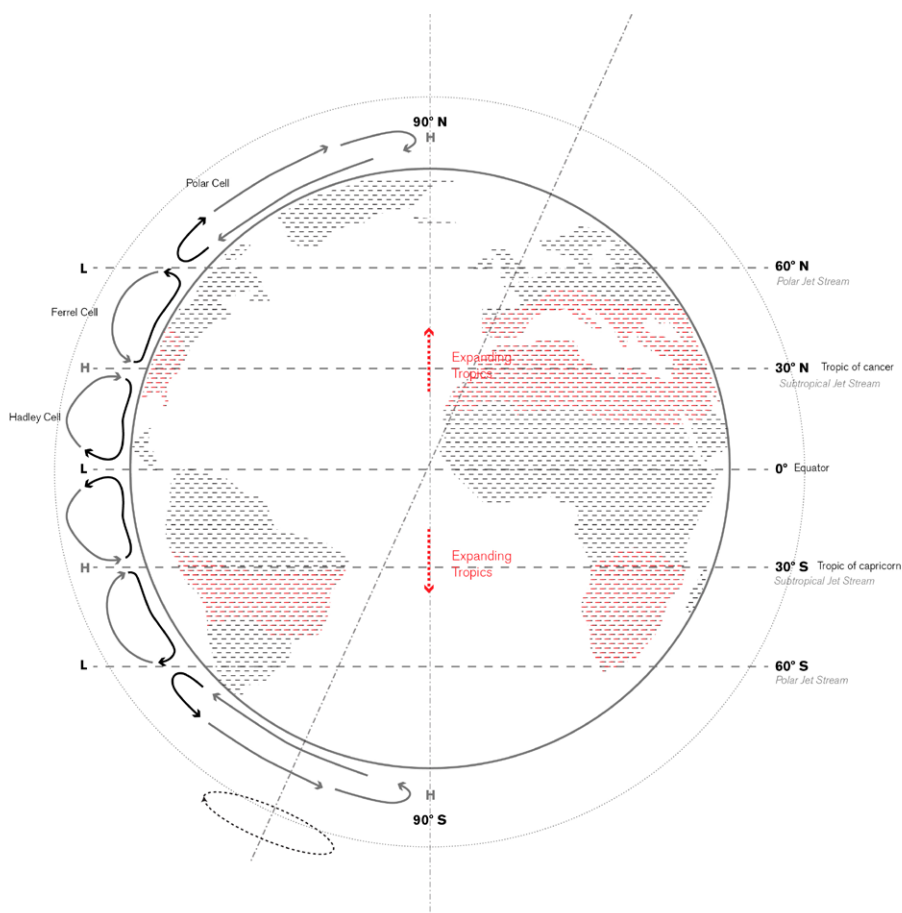 90° N
H
Polar Cell
L
60° N
Polar Jet Stream
Ferrel Cell
Expanding
Tropics
H
30° N Tropic of cancer
Subtropical Jet Stream
Hadley Cell
L
0° Equator
Expanding
Tropics
H
30° S Tropic of capricorn
Subtropical Jet Stream
L
60° S
Polar Jet Stream
H
90° S